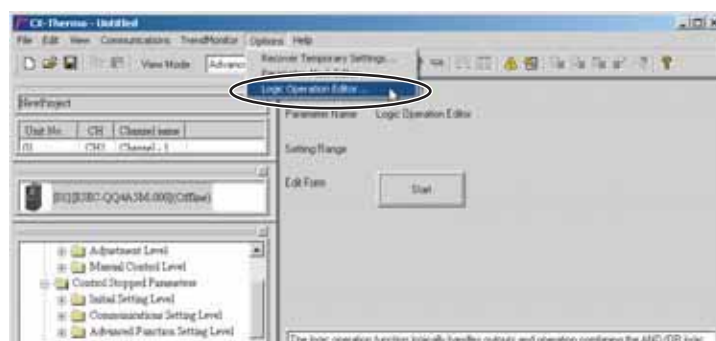 CX-Thermo - Untitled
File Edit View Communications TrendMonitor Options Help
View Mode Advanc
Recover Temporary Settings...
Logic Operation Editor ...
NewProject
Parameter Name Logic Operation Editor
Unit No. CH Channel name
01 CH1 Channel - 1
Setting Range
Edit Form Start
(Offline)
Adjustment Level
Manual Control Level
Control Stopped Parameters
Initial Setting Level
Communications Setting Level
Advanced Function Setting Level
The logic operation function logically handles outputs and operation combining the AND/OR logic